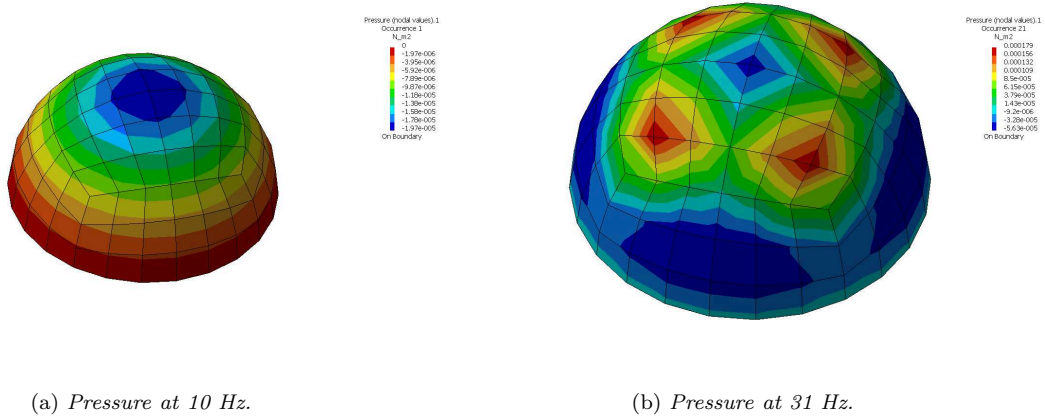 Pressure (nodal values).1
Occurrence 1
N_m2
0
-1.97e-006
-3.95e-006
-5.92e-006
-7.89e-006
-9.87e-006
-1.18e-005
-1.38e-005
-1.58e-005
-1.78e-005
-1.97e-005
On Boundary
Pressure (nodal values).1
Occurrence 21
N_m2
0.000179
0.000156
0.000132
0.000109
8.5e-005
6.15e-005
3.79e-005
1.43e-005
-9.2e-006
-3.28e-005
-5.63e-005
On Boundary
(a) Pressure at 10 Hz.
(b) Pressure at 31 Hz.